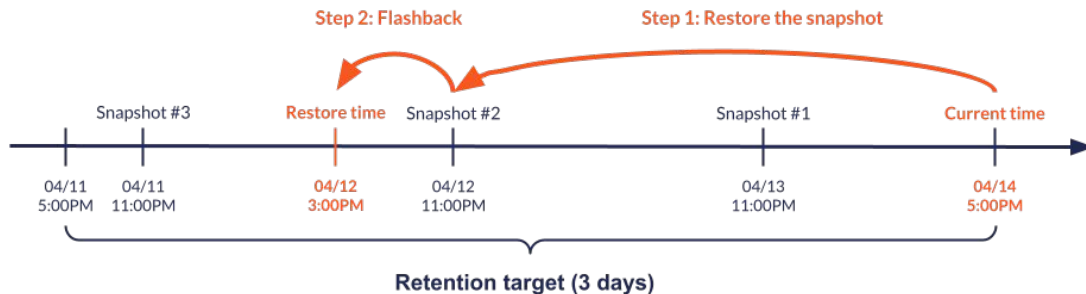 Step 2: Flashback
Step 1: Restore the snapshot
Snapshot #3
Restore time
Snapshot #2
Snapshot #1
Current time
04/11
5:00PM
04/11
11:00PM
04/12
3:00PM
04/12
11:00PM
04/13
11:00PM
04/14
5:00PM
Retention target (3 days)